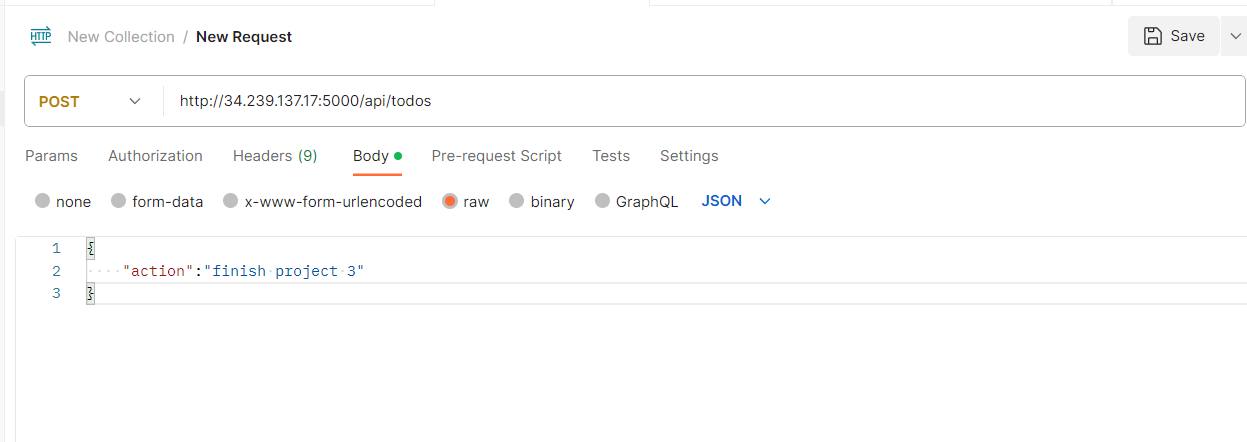 HTTP New Collection / New Request Save
POST http://34.239.137.17:5000/api/todos
Params Authorization Headers (9) Body Pre-request Script Tests Settings
none form-data x-www-form-urlencoded raw binary GraphQL JSON
1 {
2 "action":"finish project 3"
3 }